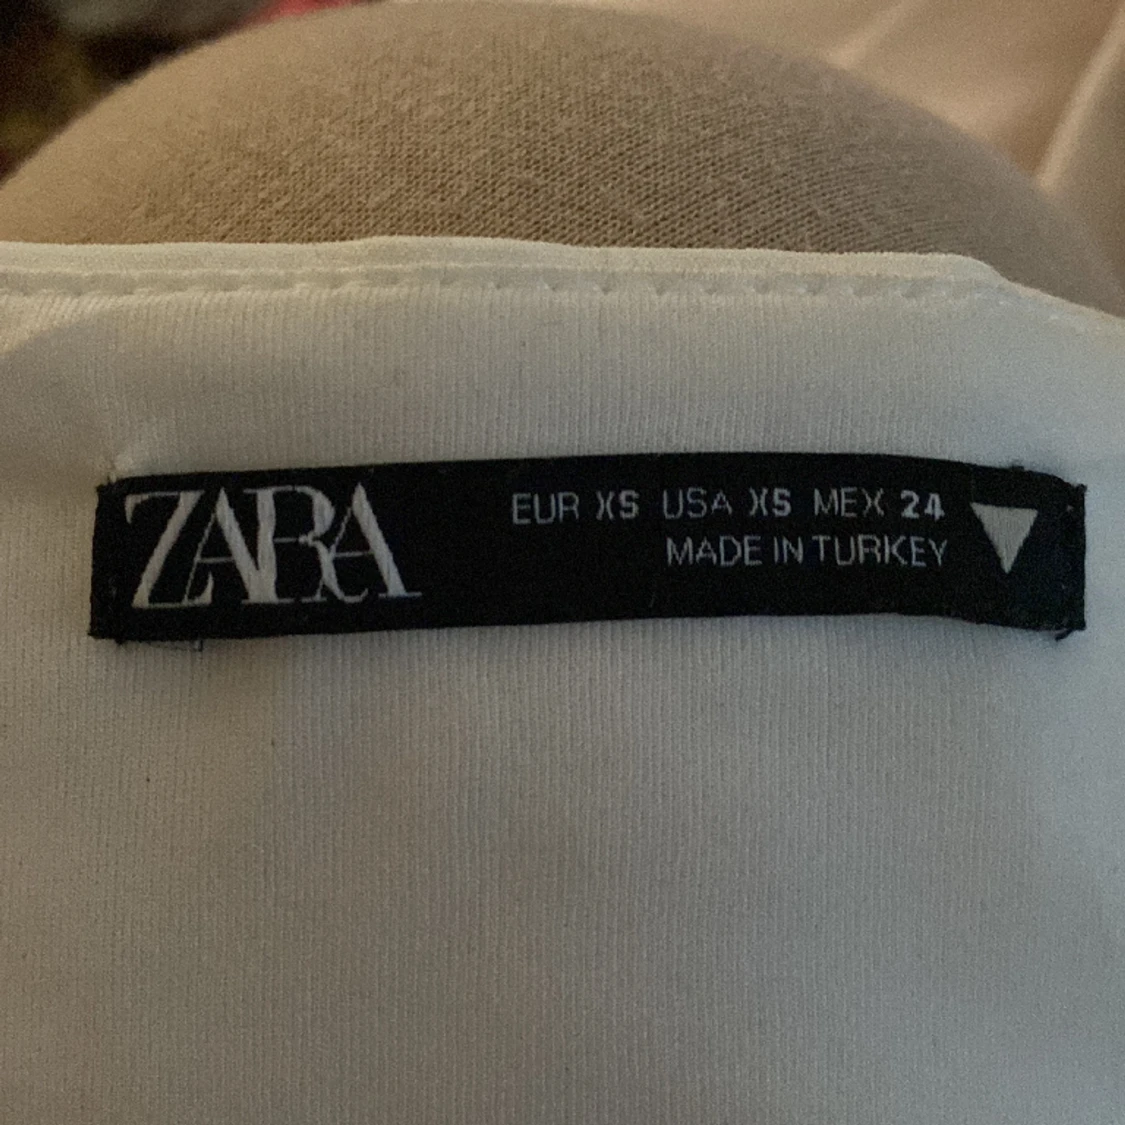 ZARA
EUR XS USA XS MEX 24
MADE IN TURKEY